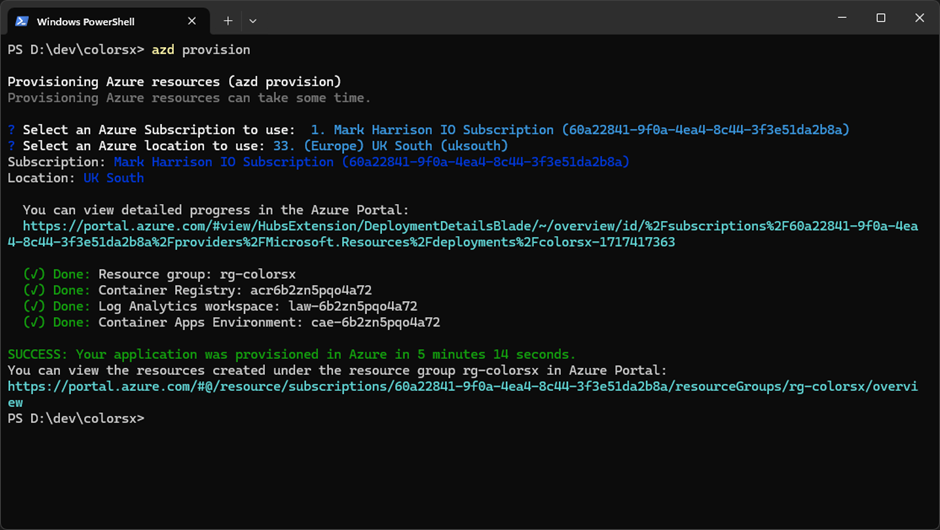 Windows PowerShell
PS D:\dev\colorsx> azd provision
Provisioning Azure resources (azd provision)
Provisioning Azure resources can take some time.
? Select an Azure Subscription to use:  1. Mark Harrison IO Subscription (60a22841-9f0a-4ea4-8c44-3f3e51da2b8a)
? Select an Azure location to use: 33. (Europe) UK South (uksouth)
Subscription: Mark Harrison IO Subscription (60a22841-9f0a-4ea4-8c44-3f3e51da2b8a)
Location: UK South
You can view detailed progress in the Azure Portal:
https://portal.azure.com/#view/HubsExtension/DeploymentDetailsBlade/~/overview/id/%2Fsubscriptions%2F60a22841-9f0a-4ea
4-8c44-3f3e51da2b8a%2Fproviders%2FMicrosoft.Resources%2Fdeployments%2Fcolorsx-1717417363
(✓) Done: Resource group: rg-colorsx
(✓) Done: Container Registry: acr6b2zn5pqo4a72
(✓) Done: Log Analytics workspace: law-6b2zn5pqo4a72
(✓) Done: Container Apps Environment: cae-6b2zn5pqo4a72
SUCCESS: Your application was provisioned in Azure in 5 minutes 14 seconds.
You can view the resources created under the resource group rg-colorsx in Azure Portal:
https://portal.azure.com/#@/resource/subscriptions/60a22841-9f0a-4ea4-8c44-3f3e51da2b8a/resourceGroups/rg-colorsx/overvi
ew
PS D:\dev\colorsx>